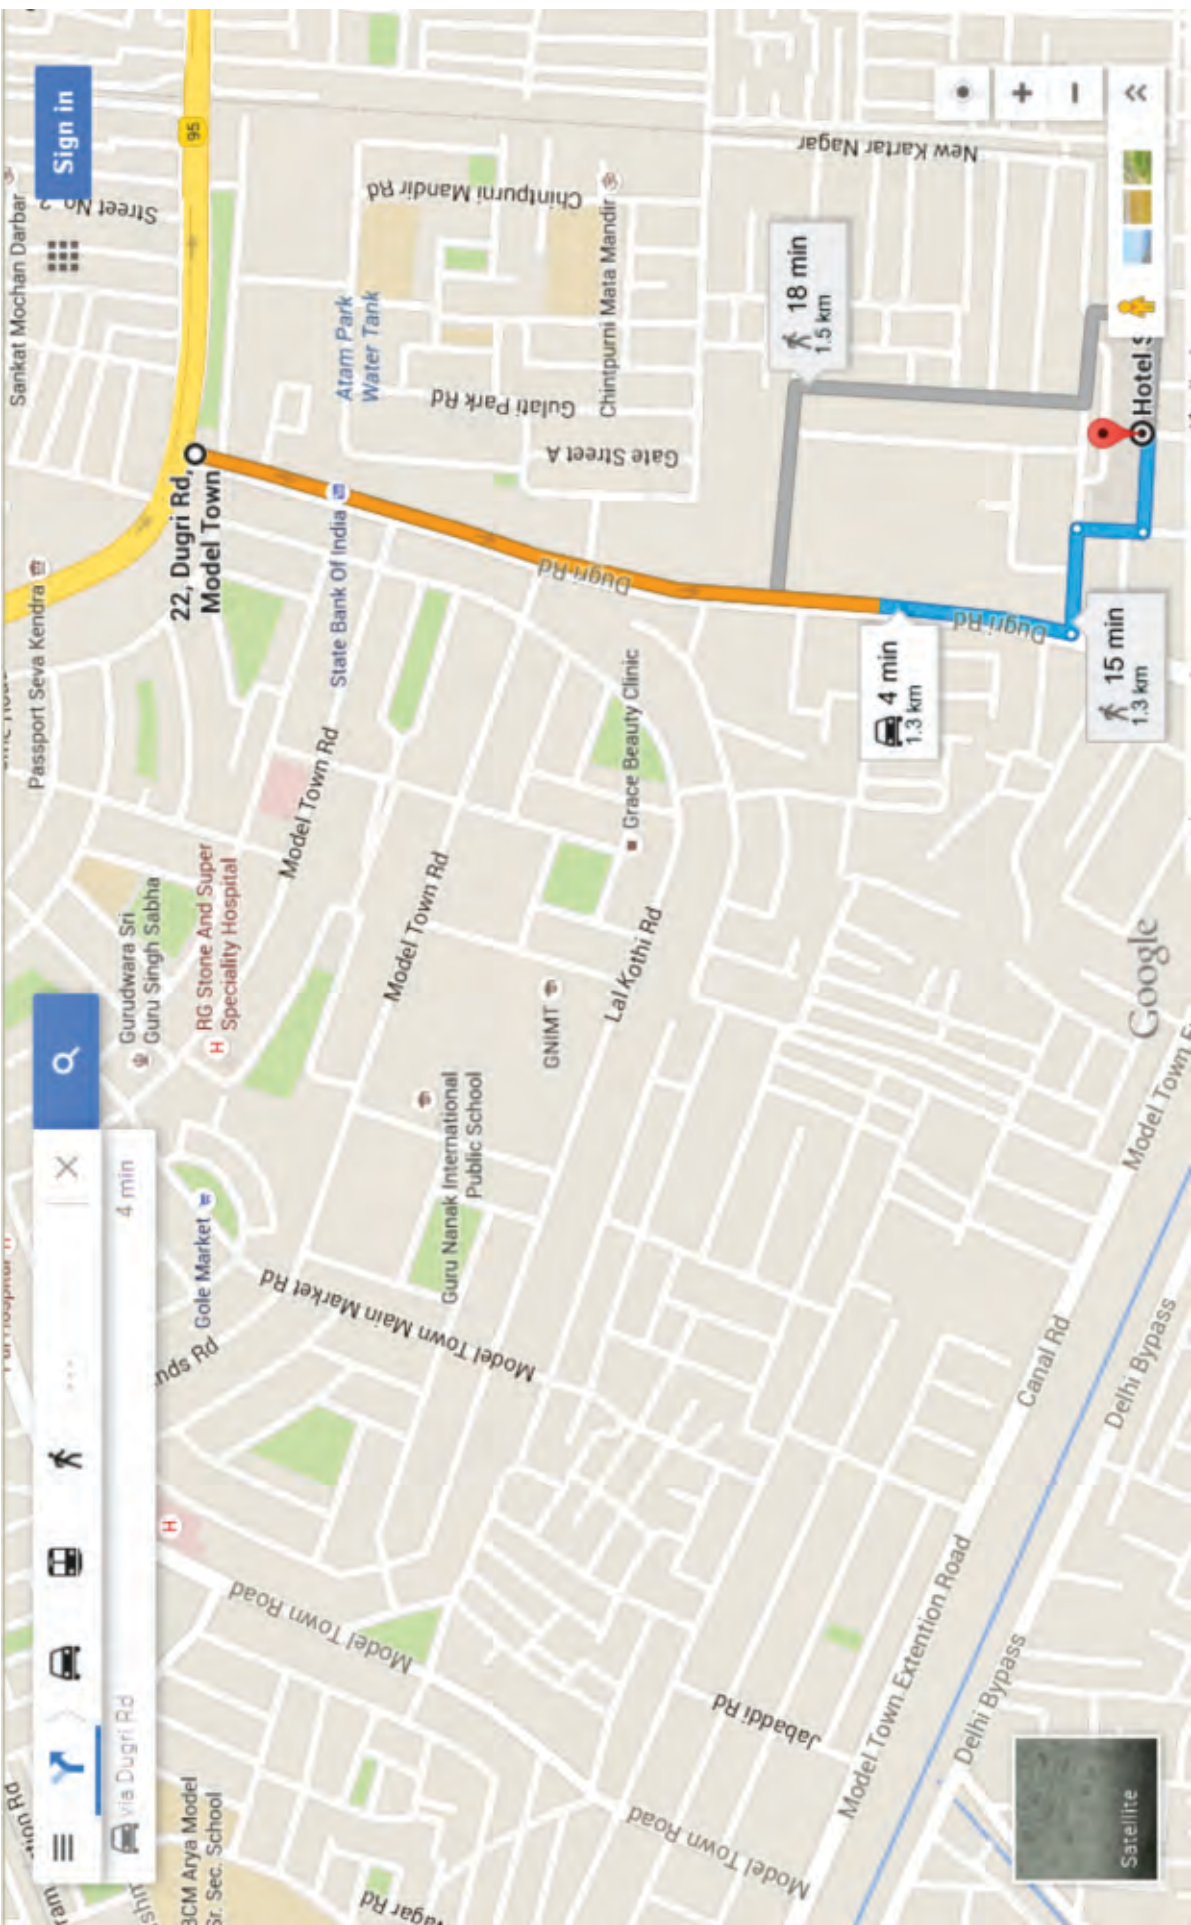 Sign in
via Dugri Rd
4 min
Sankat Mochan Darbar
Street No
95
Passport Seva Kendra
22, Dugri Rd,
Model Town
Atam Park
Water Tank
Chintpurni Mandir Rd
Gulati Park Rd
Gate Street A
Chintpurni Mata Mandir
New Kartar Nagar
State Bank Of India
Dugri Rd
Dugri Rd
18 min
1.5 km
4 min
1.3 km
15 min
1.3 km
Hotel
Gurudwara Sri
Guru Singh Sabha
RG Stone And Super
Speciality Hospital
H
Model Town Rd
Model Town Rd
Grace Beauty Clinic
Lal Kothi Rd
GNIMT
Guru Nanak International
Public School
Gole Market
Model Town Main Market Rd
H
Model Town Road
Model Town Road
Jabaddi Rd
Model Town Extention Road
Canal Rd
Model Town E
Delhi Bypass
Delhi Bypass
BCM Arya Model
Sr. Sec. School
Google
Satellite